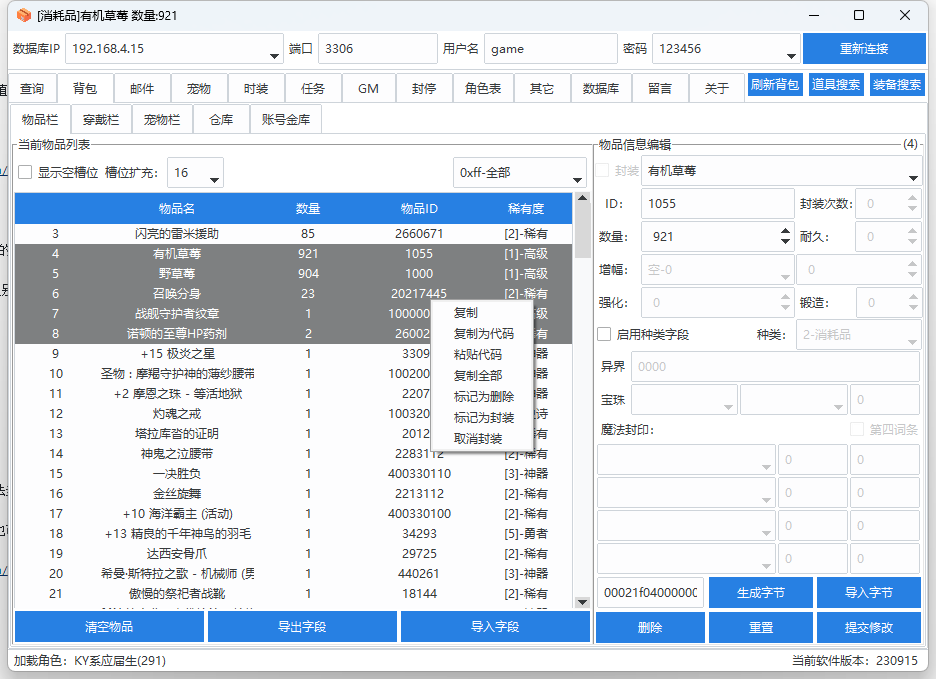 [消耗品]有机草莓 数量:921
数据库IP 192.168.4.15 端口 3306 用户名 game 密码 123456 重新连接
查询 背包 邮件 宠物 时装 任务 GM 封停 角色表 其它 数据库 留言 关于 刷新背包 道具搜索 装备搜索
物品栏 穿戴栏 宠物栏 仓库 账号金库
当前物品列表
显示空槽位 槽位扩充: 16 0xff-全部
物品名 数量 物品ID 稀有度
3 闪亮的雷米援助 85 2660671 [2]-稀有
4 有机草莓 921 1055 [1]-高级
5 野草莓 904 1000 [1]-高级
6 召唤分身 23 20217445 [2]-稀有
7 战舰守护者纹章 1 100000 级
8 诺顿的至尊HP药剂 2 26002 有
9 +15 极炎之星 1 3309 神器
10 圣物 : 摩羯守护神的薄纱腰带 1 100200 神器
11 +2 摩恩之珠 - 等活地狱 1 2207 神器
12 灼魂之戒 1 100320 诗
13 塔拉库沓的证明 1 2012 有
14 神鬼之泣腰带 1 2283112 [2]-稀有
15 一决胜负 1 400330110 [3]-神器
16 金丝旋舞 1 2213112 [2]-稀有
17 +10 海洋霸主 (活动) 1 400330100 [2]-稀有
18 +13 精良的千年神鸟的羽毛 1 34293 [5]-勇者
19 达西安骨爪 1 29725 [2]-稀有
20 希曼·斯特拉之歌 - 机械师 (男 1 440261 [3]-神器
21 傲慢的祭祀者战靴 1 18144 [2]-稀有
复制
复制为代码
粘贴代码
复制全部
标记为删除
标记为封装
取消封装
清空物品 导出字段 导入字段
物品信息编辑 (4)
封装 有机草莓
ID: 1055 封装次数: 0
数量: 921 耐久: 0
增幅: 空-0 0
强化: 0 锻造: 0
启用种类字段 种类: 2-消耗品
异界 0000
宝珠 0
魔法封印: 第四词条
0 0
0 0
0 0
0 0
00021f04000000 生成字节 导入字节
删除 重置 提交修改
加载角色: KY系应届生(291) 当前软件版本: 230915